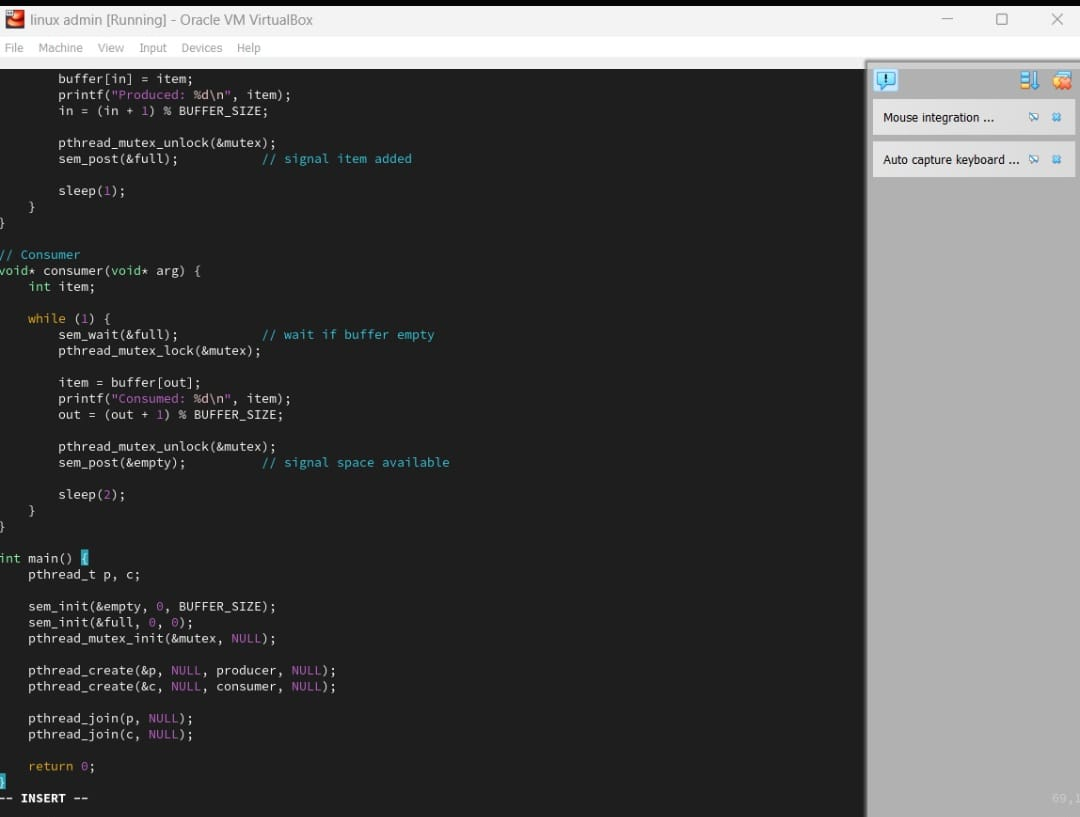 linux admin [Running] - Oracle VM VirtualBox
File Machine View Input Devices Help
buffer[in] = item;
printf("Produced: %d\n", item);
in = (in + 1) % BUFFER_SIZE;
pthread_mutex_unlock(&mutex);
sem_post(&full); // signal item added
sleep(1);
}
}
// Consumer
void* consumer(void* arg) {
int item;
while (1) {
sem_wait(&full); // wait if buffer empty
pthread_mutex_lock(&mutex);
item = buffer[out];
printf("Consumed: %d\n", item);
out = (out + 1) % BUFFER_SIZE;
pthread_mutex_unlock(&mutex);
sem_post(&empty); // signal space available
sleep(2);
}
}
int main() {
pthread_t p, c;
sem_init(&empty, 0, BUFFER_SIZE);
sem_init(&full, 0, 0);
pthread_mutex_init(&mutex, NULL);
pthread_create(&p, NULL, producer, NULL);
pthread_create(&c, NULL, consumer, NULL);
pthread_join(p, NULL);
pthread_join(c, NULL);
return 0;
}
-- INSERT --
69,1
Mouse integration ...
Auto capture keyboard ...